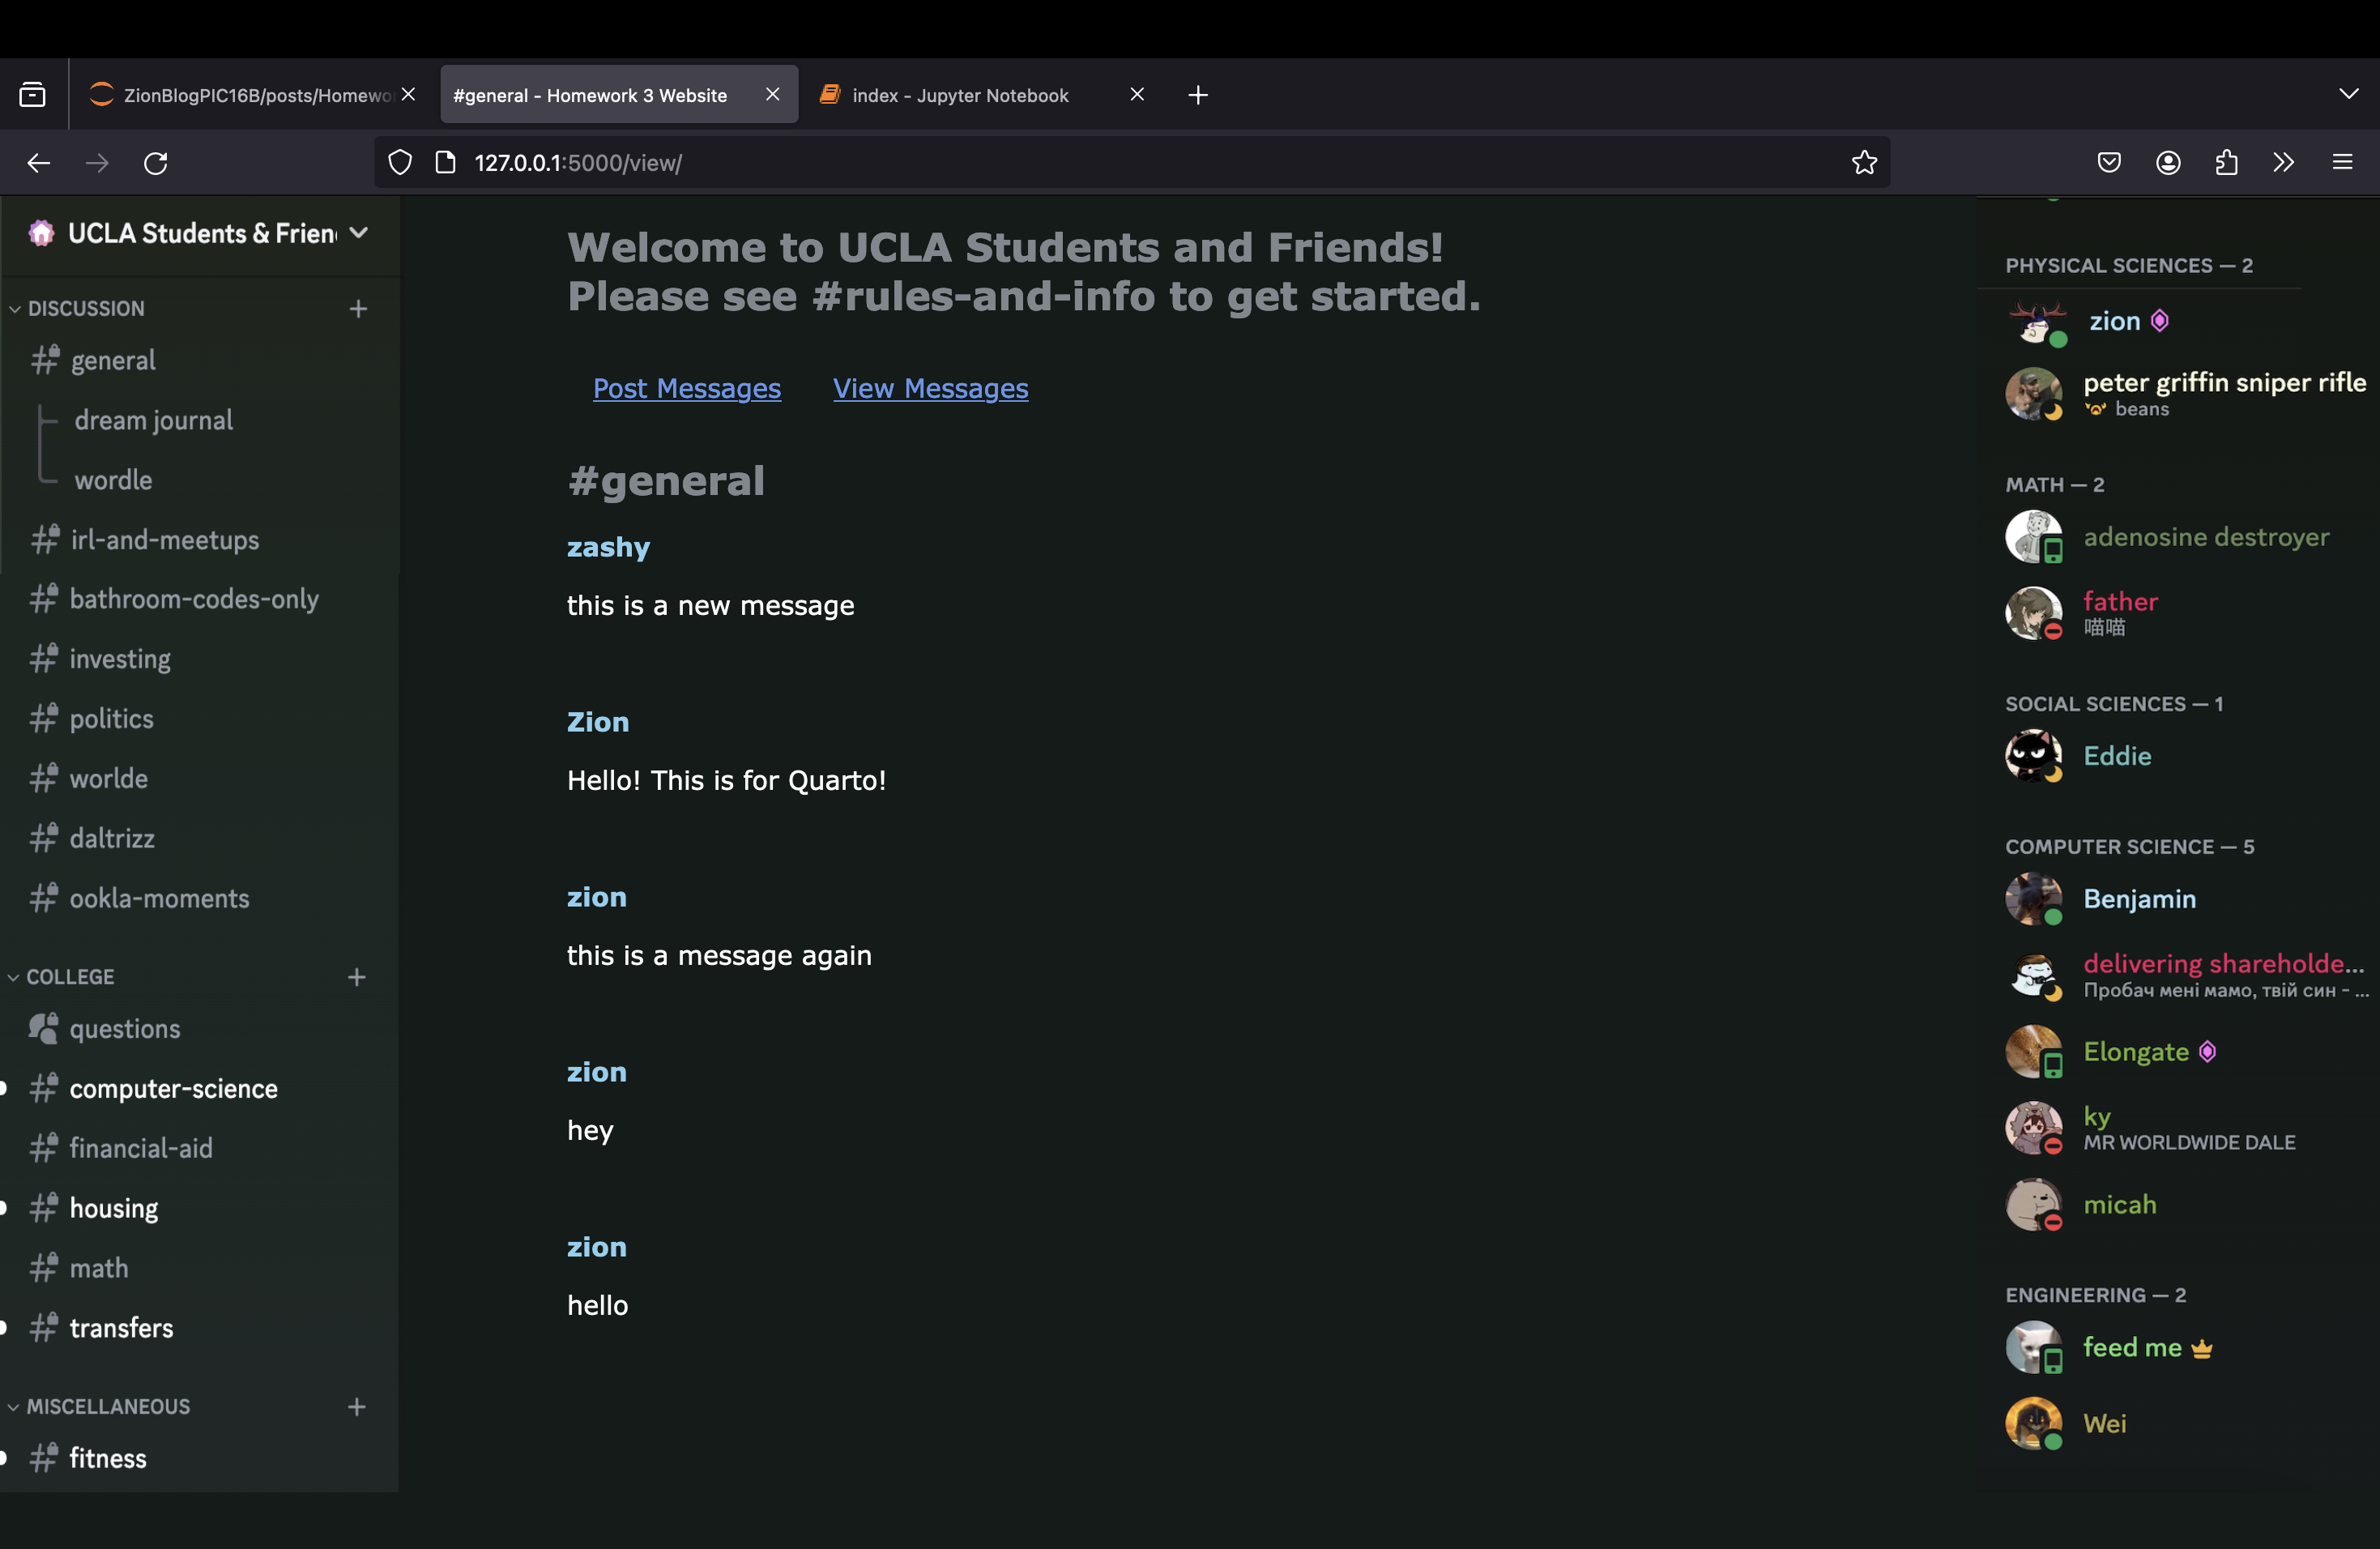 ZionBlogPIC16B/posts/Homewo
#general - Homework 3 Website
index - Jupyter Notebook
127.0.0.1:5000/view/
UCLA Students & Frien
DISCUSSION
general
dream journal
wordle
irl-and-meetups
bathroom-codes-only
investing
politics
worlde
daltrizz
ookla-moments
COLLEGE
questions
computer-science
financial-aid
housing
math
transfers
MISCELLANEOUS
fitness
Welcome to UCLA Students and Friends!
Please see #rules-and-info to get started.
Post Messages View Messages
#general
zashy
this is a new message
Zion
Hello! This is for Quarto!
zion
this is a message again
zion
hey
zion
hello
PHYSICAL SCIENCES — 2
zion
peter griffin sniper rifle
beans
MATH — 2
adenosine destroyer
father
喵喵
SOCIAL SCIENCES — 1
Eddie
COMPUTER SCIENCE — 5
Benjamin
delivering shareholde...
Пробач мені мамо, твій син - ...
Elongate
ky
MR WORLDWIDE DALE
micah
ENGINEERING — 2
feed me
Wei